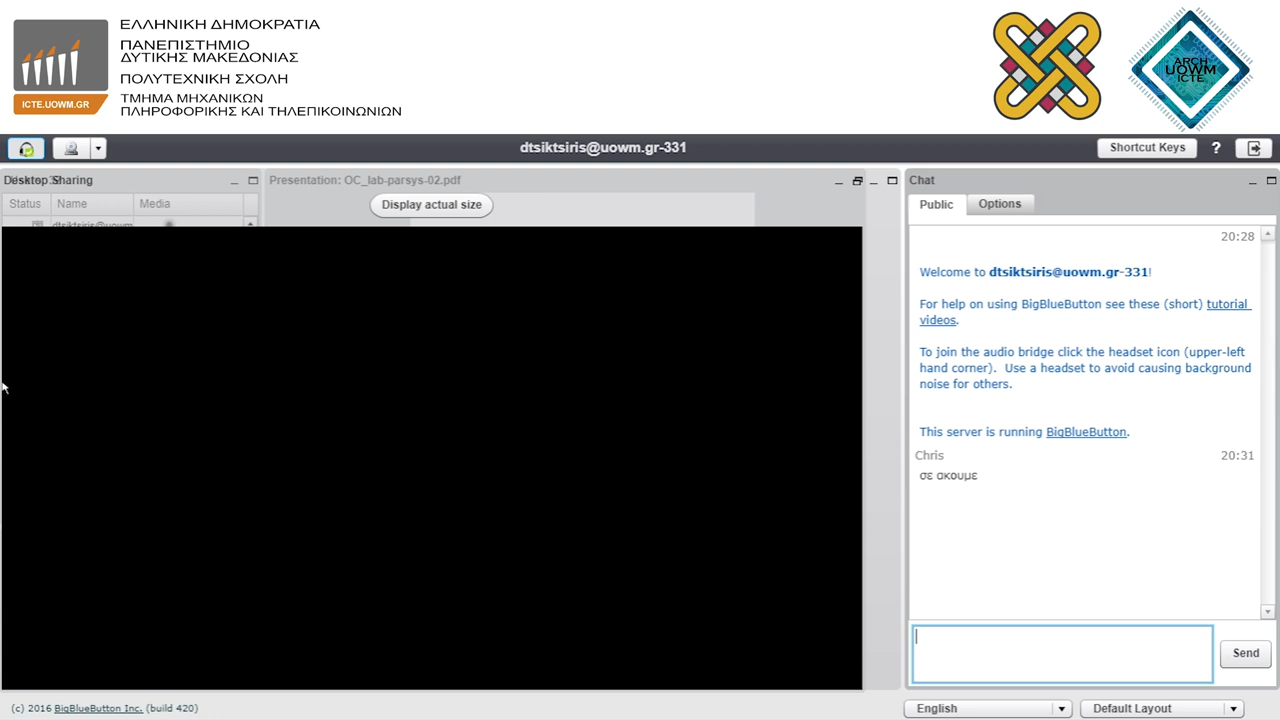 ΕΛΛΗΝΙΚΗ ΔΗΜΟΚΡΑΤΙΑ
ΠΑΝΕΠΙΣΤΗΜΙΟ
ΔΥΤΙΚΗΣ ΜΑΚΕΔΟΝΙΑΣ
ΠΟΛΥΤΕΧΝΙΚΗ ΣΧΟΛΗ
ΤΜΗΜΑ ΜΗΧΑΝΙΚΩΝ
ΠΛΗΡΟΦΟΡΙΚΗΣ ΚΑΙ ΤΗΛΕΠΙΚΟΙΝΩΝΙΩΝ
ICTE.UOWM.GR
ARCH
UOWM
ICTE
dtsiktsiris@uowm.gr-331
Shortcut Keys
?
Desktop Sharing
Presentation: OC_lab-parsys-02.pdf
Chat
Status Name Media
Display actual size
Public Options
dtsiktsiris@uowm
20:28
Welcome to dtsiktsiris@uowm.gr-331!
For help on using BigBlueButton see these (short) tutorial
videos.
To join the audio bridge click the headset icon (upper-left
hand corner). Use a headset to avoid causing background
noise for others.
This server is running BigBlueButton.
Chris 20:31
σε ακουμε
Send
(c) 2016 BigBlueButton Inc. (build 420)
English
Default Layout